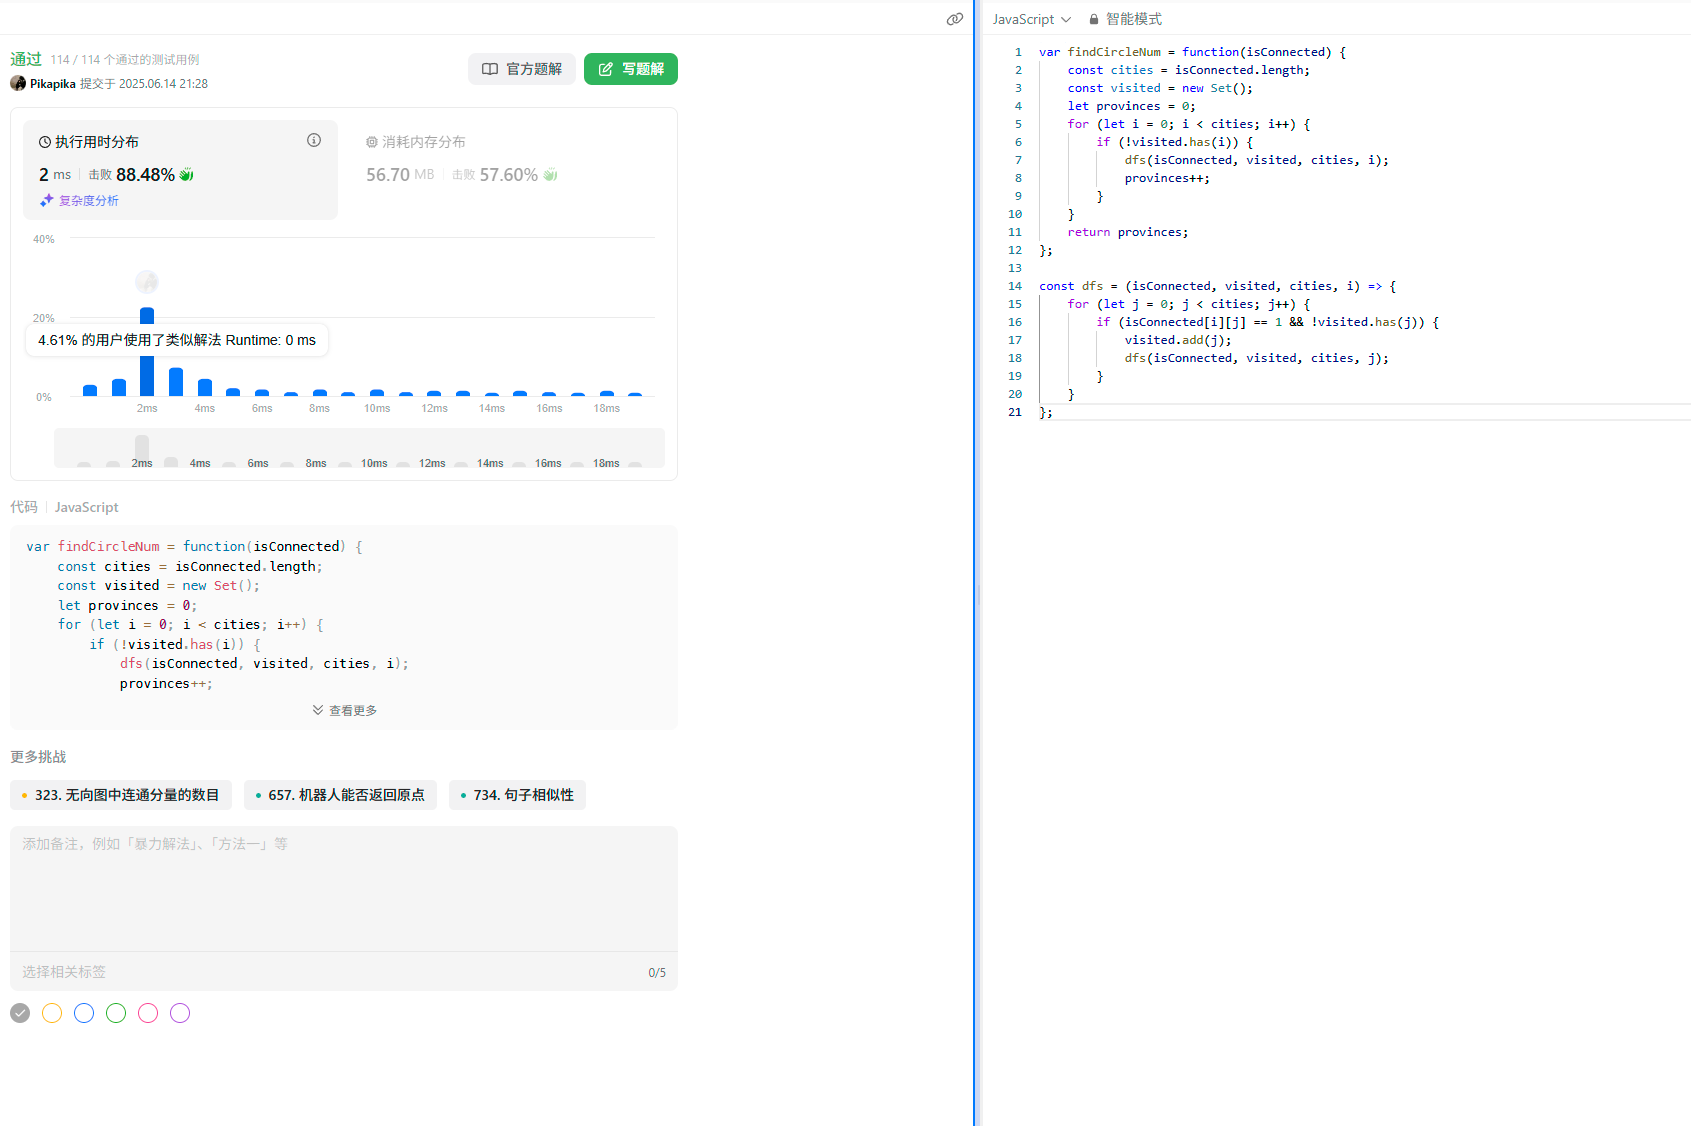 通过 114 / 114 个通过的测试用例
Pikapika 提交于 2025.06.14 21:28
官方题解
写题解
执行用时分布
2 ms 击败 88.48%
复杂度分析
消耗内存分布
56.70 MB 击败 57.60%
40%
20%
4.61% 的用户使用了类似解法 Runtime: 0 ms
0%
2ms 4ms 6ms 8ms 10ms 12ms 14ms 16ms 18ms
2ms 4ms 6ms 8ms 10ms 12ms 14ms 16ms 18ms
代码 JavaScript
var findCircleNum = function(isConnected) {
    const cities = isConnected.length;
    const visited = new Set();
    let provinces = 0;
    for (let i = 0; i < cities; i++) {
        if (!visited.has(i)) {
            dfs(isConnected, visited, cities, i);
            provinces++;
查看更多
更多挑战
323. 无向图中连通分量的数目
657. 机器人能否返回原点
734. 句子相似性
添加备注，例如「暴力解法」、「方法一」等
选择相关标签 0/5
JavaScript 智能模式
1 var findCircleNum = function(isConnected) {
2     const cities = isConnected.length;
3     const visited = new Set();
4     let provinces = 0;
5     for (let i = 0; i < cities; i++) {
6         if (!visited.has(i)) {
7             dfs(isConnected, visited, cities, i);
8             provinces++;
9         }
10     }
11     return provinces;
12 };
13
14 const dfs = (isConnected, visited, cities, i) => {
15     for (let j = 0; j < cities; j++) {
16         if (isConnected[i][j] == 1 && !visited.has(j)) {
17             visited.add(j);
18             dfs(isConnected, visited, cities, j);
19         }
20     }
21 };